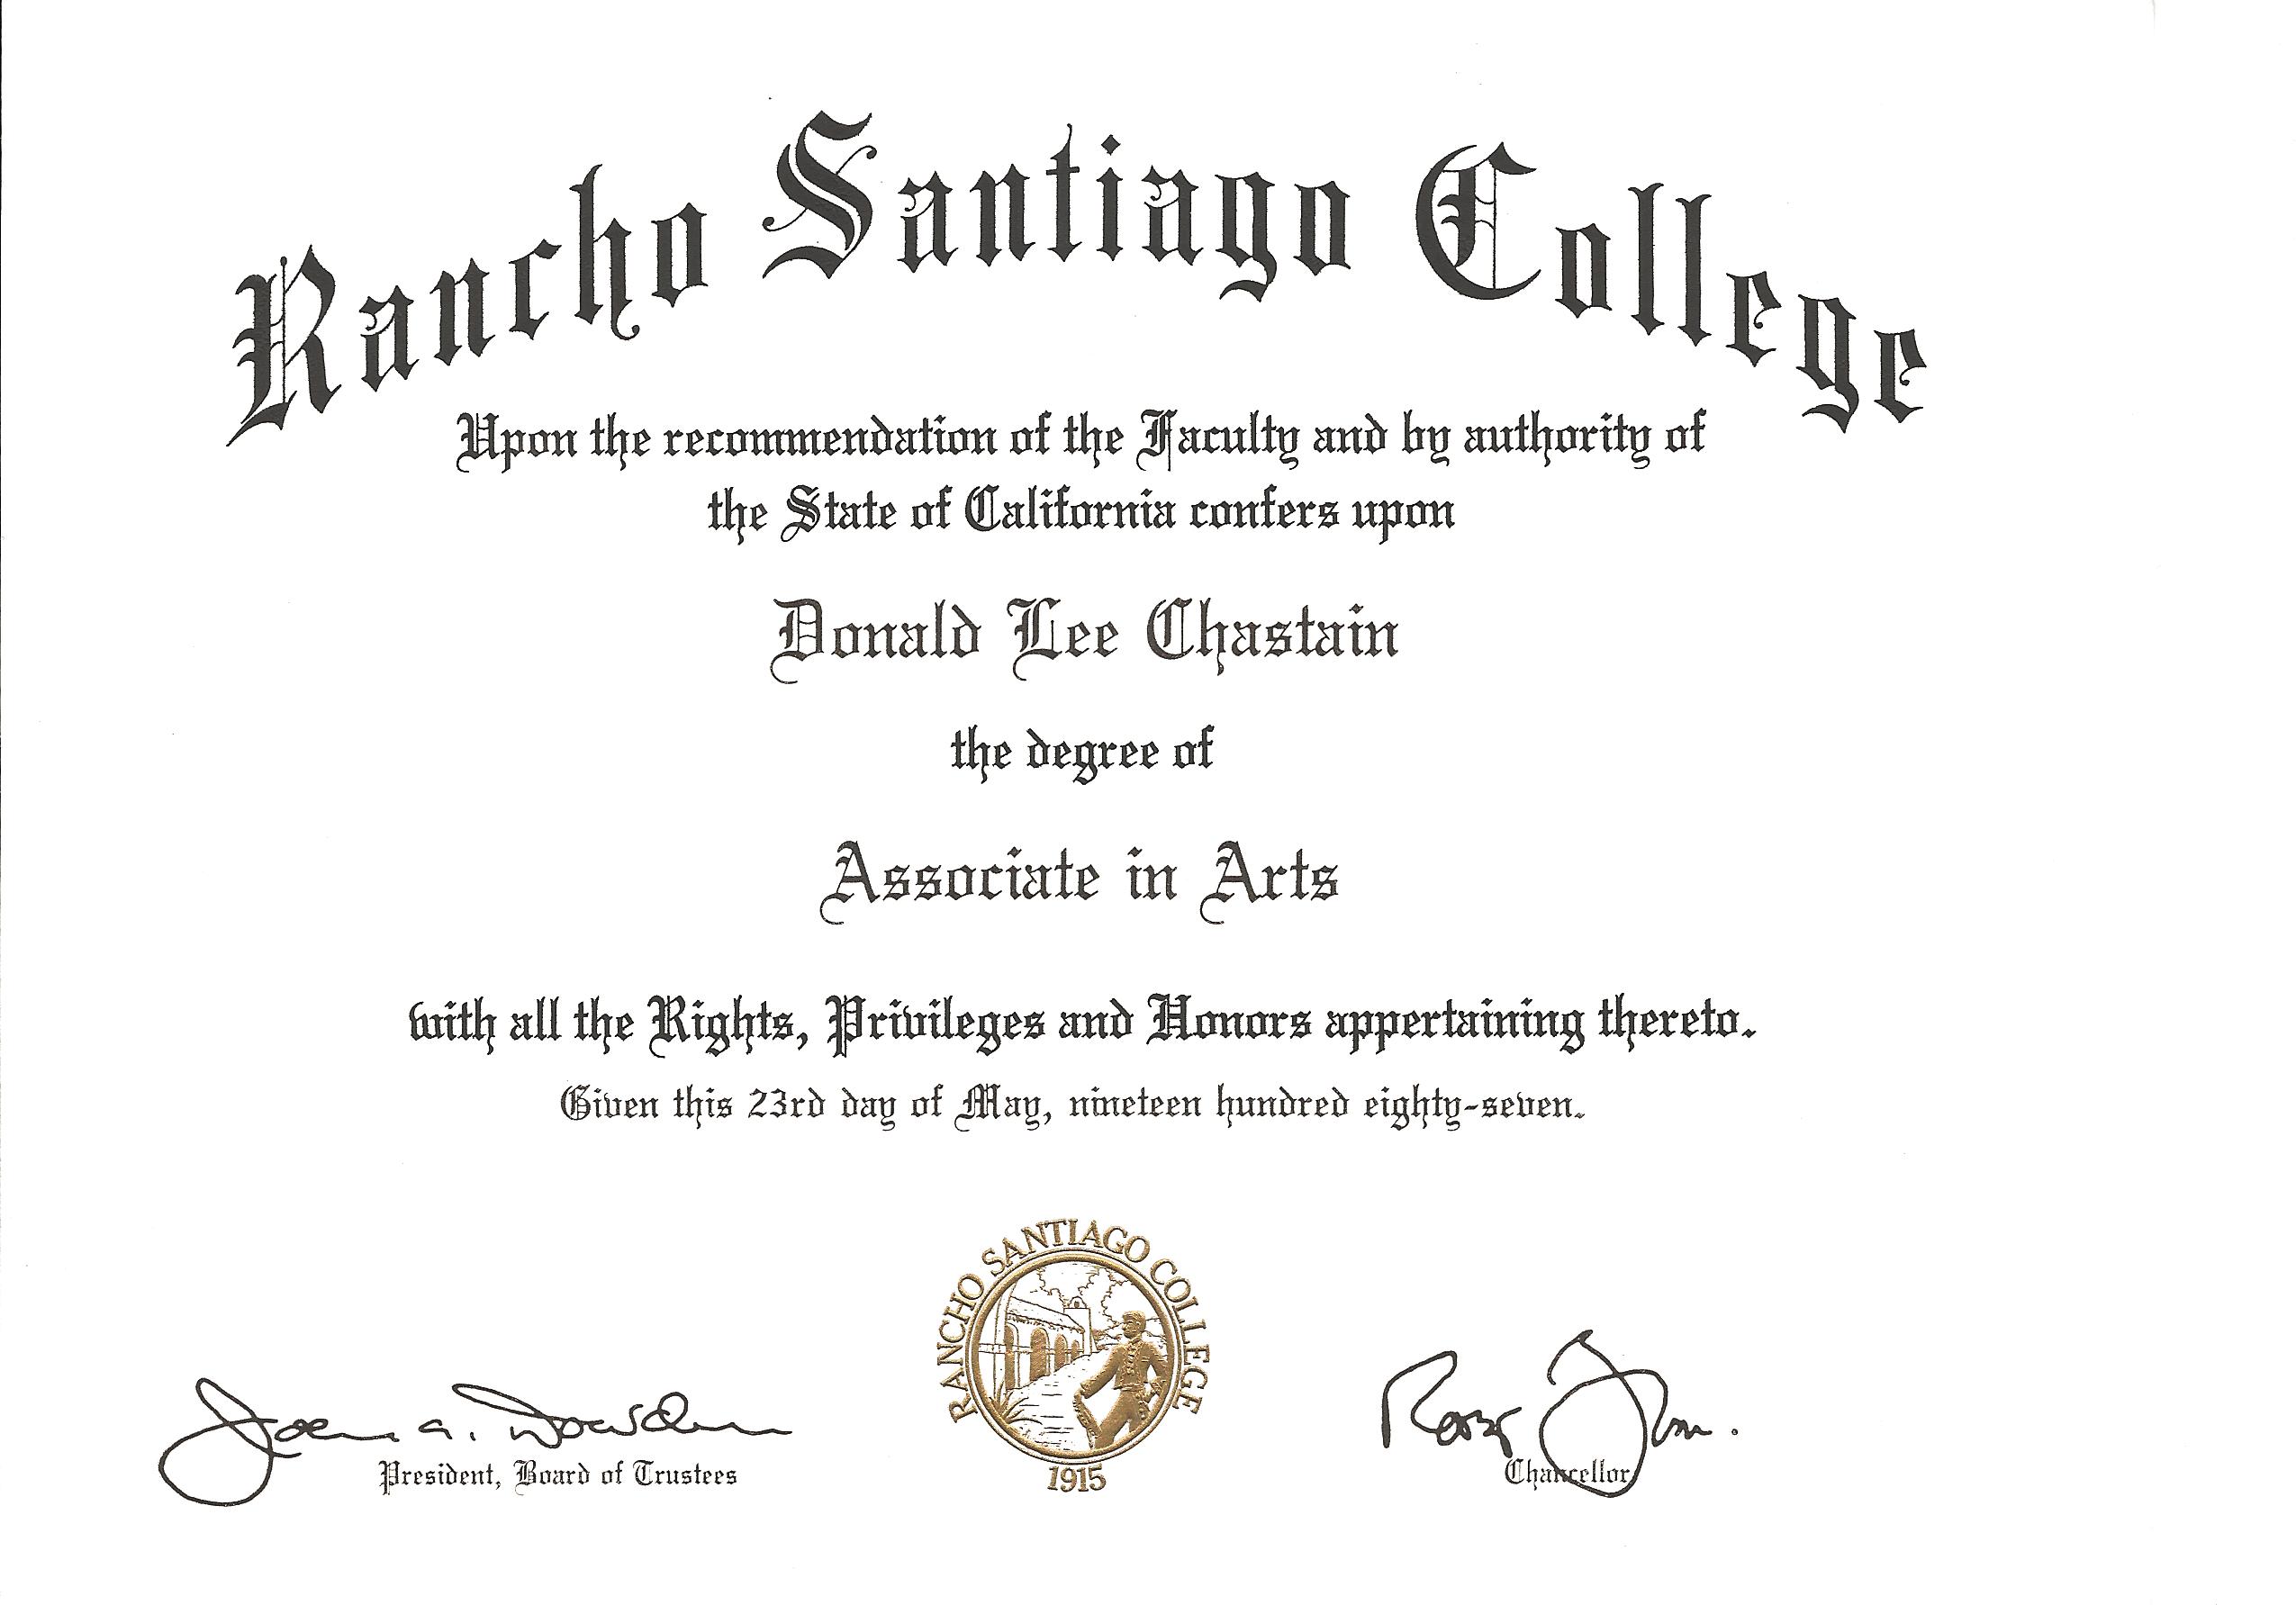 Rancho Santiago College
Upon the recommendation of the Faculty and by authority of
the State of California confers upon
Donald Lee Chastain
the degree of
Associate in Arts
with all the Rights, Privileges and Honors appertaining thereto.
Given this 23rd day of May, nineteen hundred eighty-seven.
RANCHO SANTIAGO COLLEGE
1915
President, Board of Trustees
Chancellor